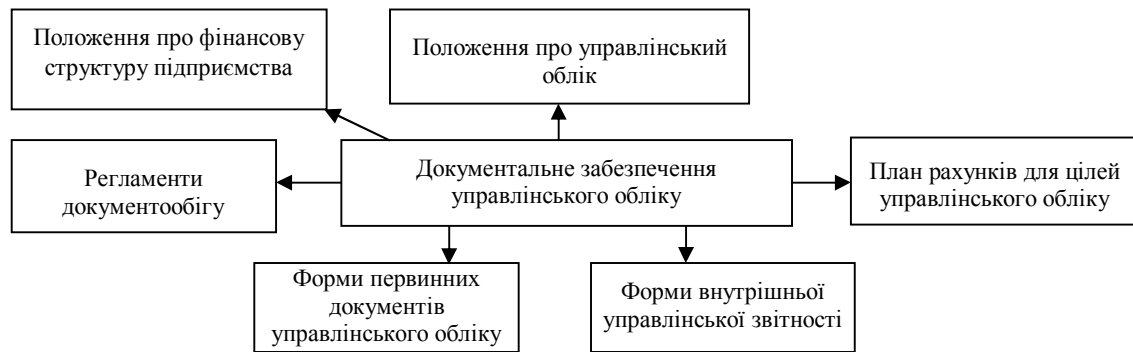 Положення про фінансову
структуру підприємства
Положення про управлінський
облік
Регламенти
документообігу
Документальне забезпечення
управлінського обліку
План рахунків для цілей
управлінського обліку
Форми первинних
документів
управлінського обліку
Форми внутрішньої
управлінської звітності